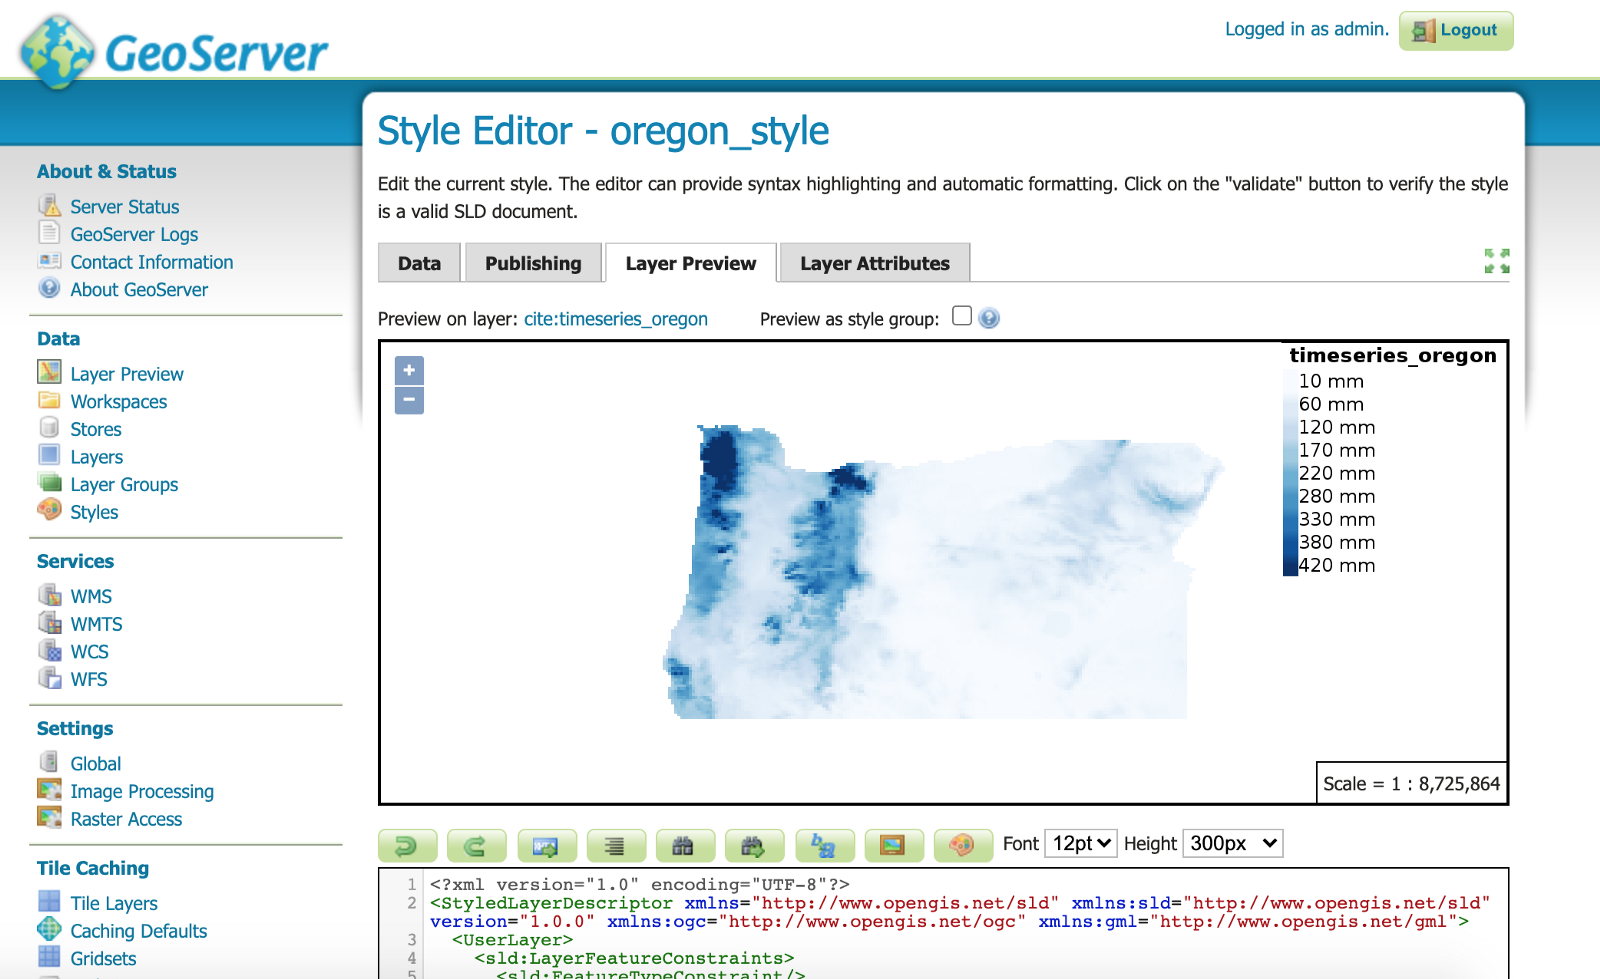 GeoServer
Logged in as admin.
Logout
About & Status
Server Status
GeoServer Logs
Contact Information
About GeoServer
Data
Layer Preview
Workspaces
Stores
Layers
Layer Groups
Styles
Services
WMS
WMTS
WCS
WFS
Settings
Global
Image Processing
Raster Access
Tile Caching
Tile Layers
Caching Defaults
Gridsets
Style Editor - oregon_style
Edit the current style. The editor can provide syntax highlighting and automatic formatting. Click on the "validate" button to verify the style
is a valid SLD document.
Data
Publishing
Layer Preview
Layer Attributes
Preview on layer: cite:timeseries_oregon
Preview as style group:
+
−
timeseries_oregon
10 mm
60 mm
120 mm
170 mm
220 mm
280 mm
330 mm
380 mm
420 mm
Scale = 1 : 8,725,864
Font 12pt Height 300px
1 <?xml version="1.0" encoding="UTF-8"?>
2 <StyledLayerDescriptor xmlns="http://www.opengis.net/sld" xmlns:sld="http://www.opengis.net/sld"
version="1.0.0" xmlns:ogc="http://www.opengis.net/ogc" xmlns:gml="http://www.opengis.net/gml">
3 <UserLayer>
4 <sld:LayerFeatureConstraints>
5 <sld:FeatureTypeConstraint/>